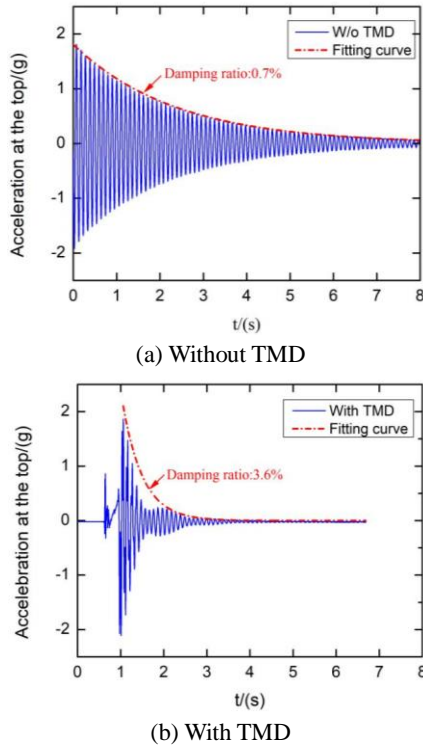 W/o TMD
Fitting curve
Damping ratio:0.7%
Acceleration at the top/(g)
2
1
0
-1
-2
0 1 2 3 4 5 6 7 8
t/(s)
(a) Without TMD
With TMD
Fitting curve
Damping ratio:3.6%
Accelebration at the top/(g)
2
1
0
-1
-2
0 1 2 3 4 5 6 7 8
t/(s)
(b) With TMD